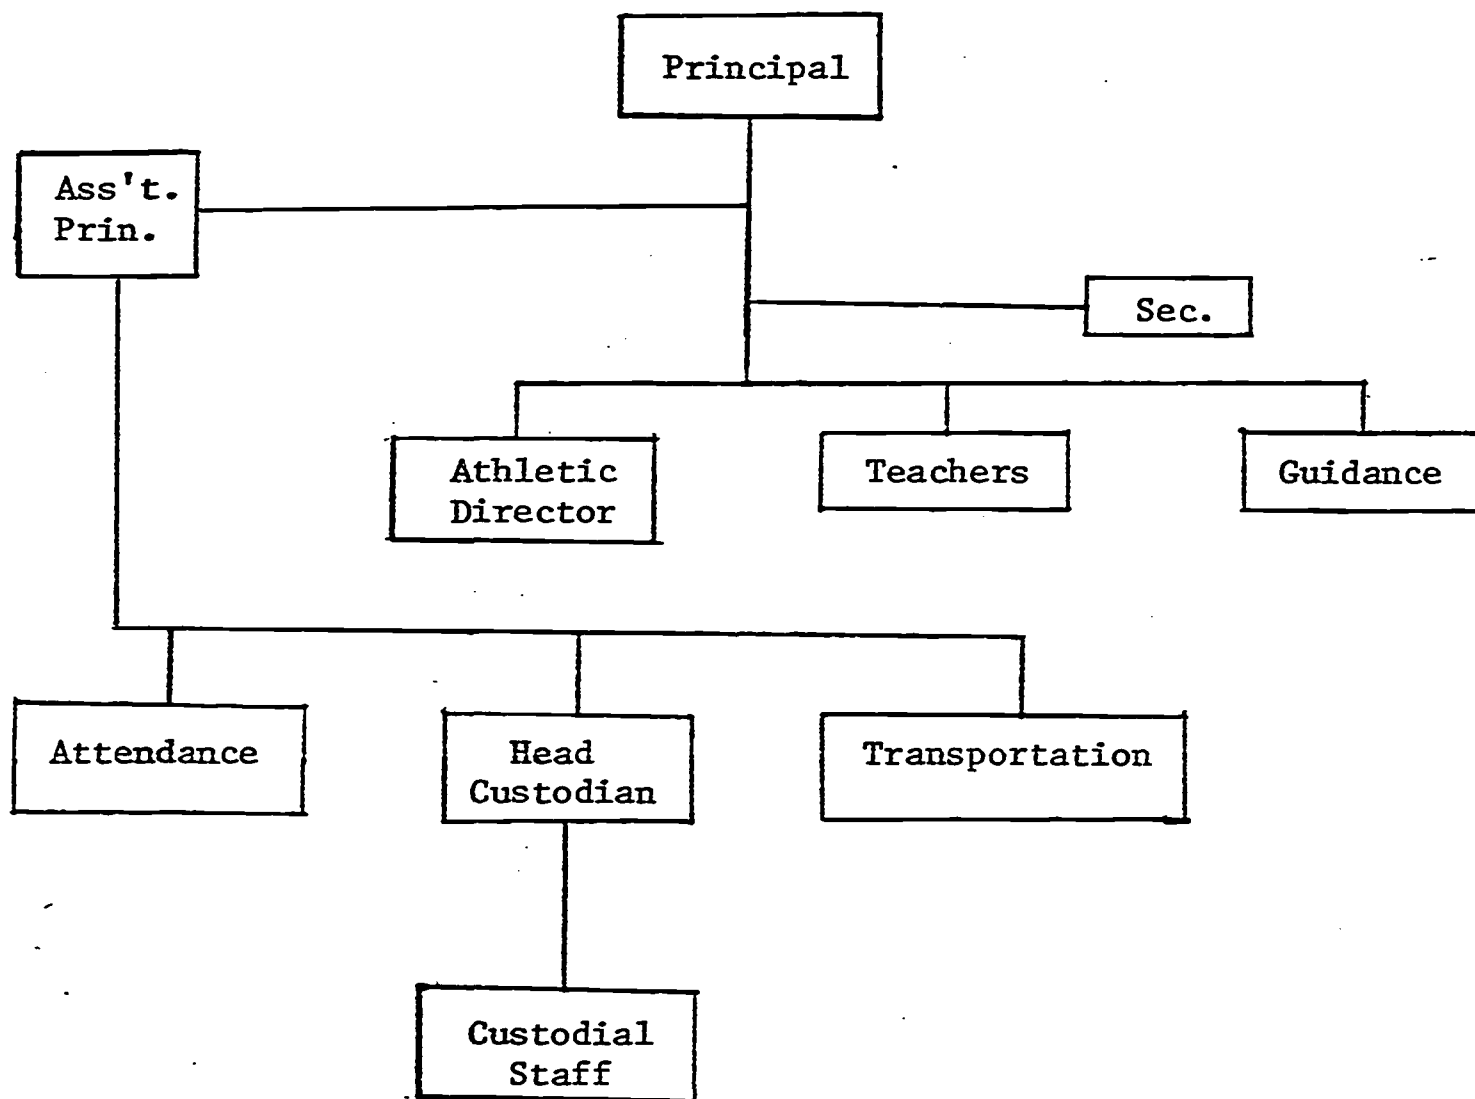 Principal
Ass't.
Prin.
Sec.
Athletic
Director
Teachers
Guidance
Attendance
Head
Custodian
Transportation
Custodial
Staff